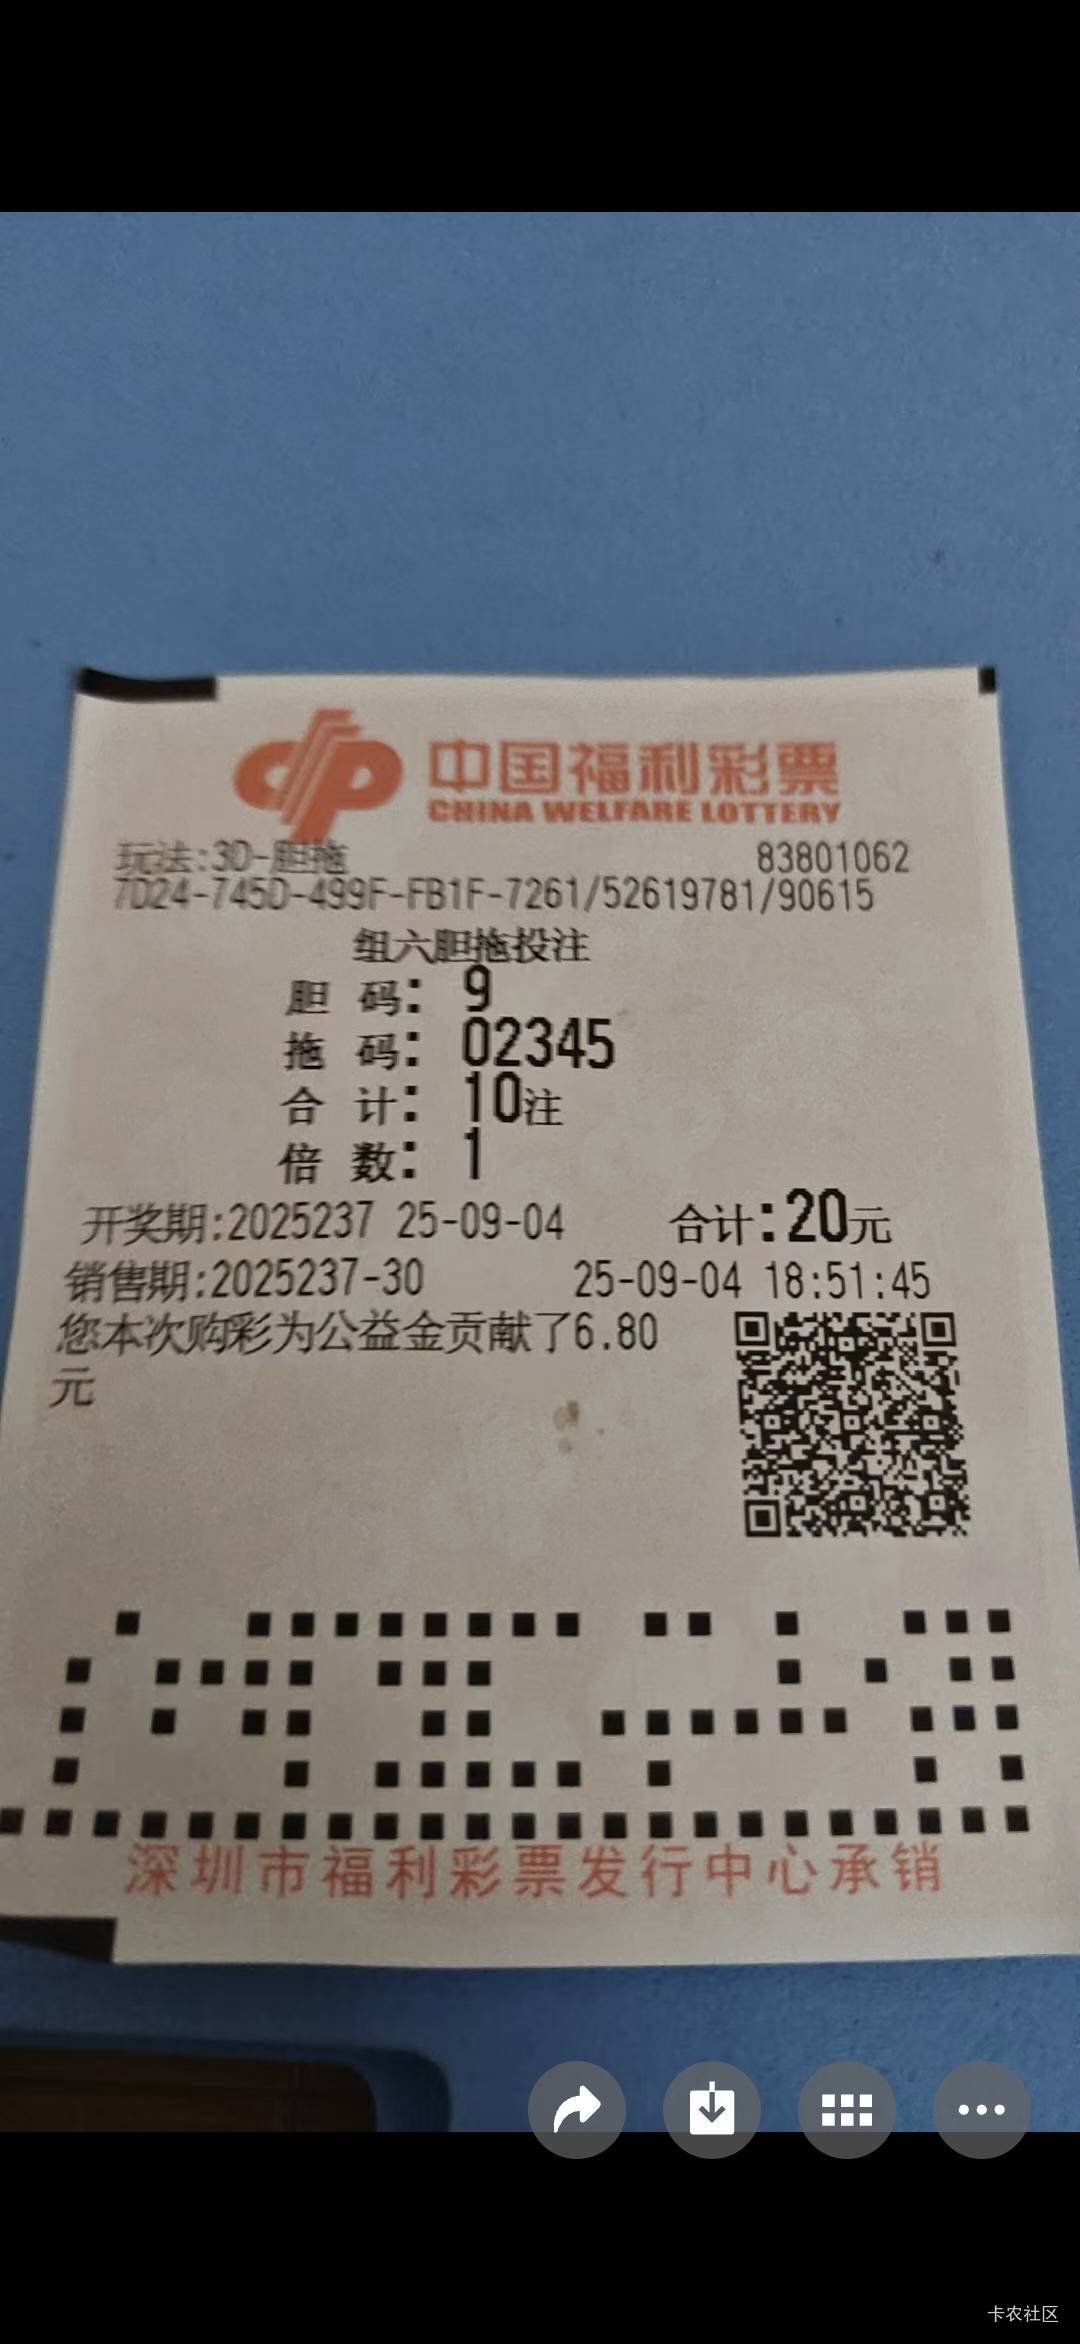 中国福利彩票
CHINA WELFARE LOTTERY
玩法:3D-胆拖 83801062
7D24-745D-499F-FB1F-7261/52619781/90615
组六胆拖投注
胆 码: 9
拖 码: 02345
合 计: 10注
倍 数: 1
开奖期:2025237 25-09-04 合计:20元
销售期:2025237-30 25-09-04 18:51:45
您本次购彩为公益金贡献了6.80
元
深圳市福利彩票发行中心承销
卡农社区